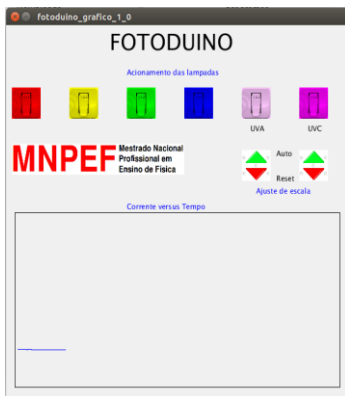 fotoduino_grafico_1_0
FOTODUINO
Acionamento das lampadas
UVA
UVC
MNPEF
Mestrado Nacional
Profissional em
Ensino de Física
Auto
Reset
Ajuste de escala
Corrente versus Tempo